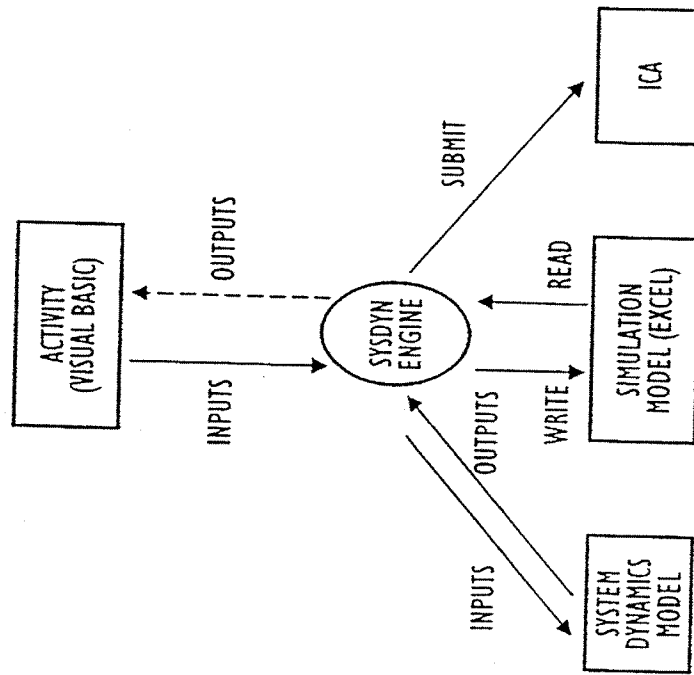 ACTIVITY
(VISUAL BASIC)
INPUTS
OUTPUTS
SYSDYN
ENGINE
INPUTS
OUTPUTS
WRITE
READ
SUBMIT
SYSTEM
DYNAMICS
MODEL
SIMULATION
MODEL (EXCEL)
ICA